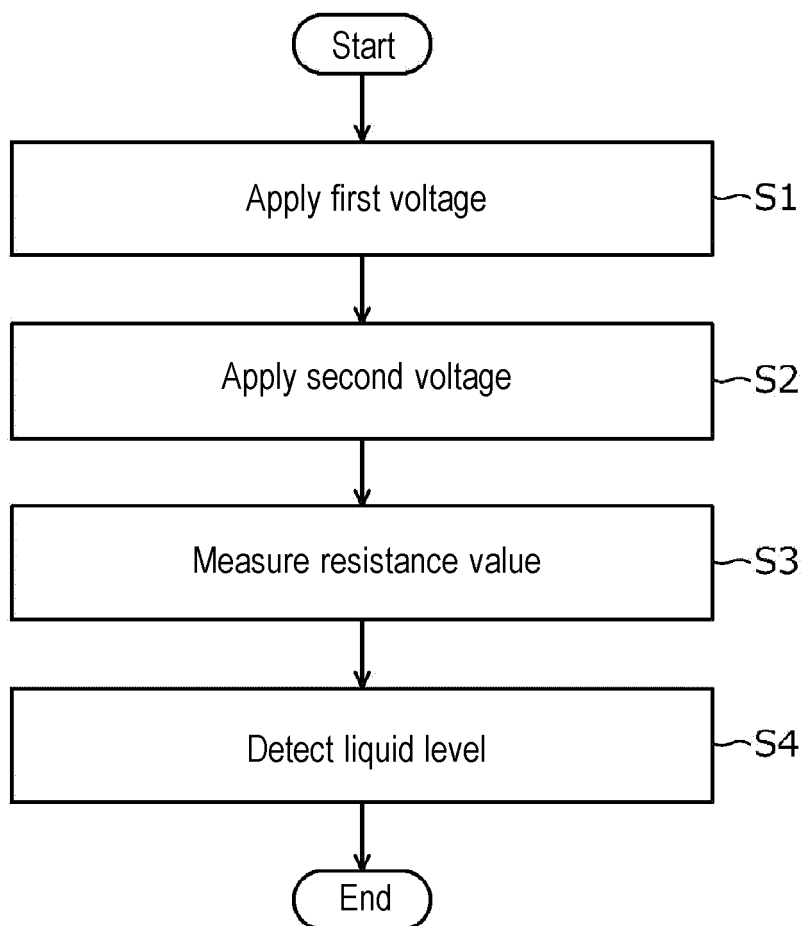 Start
Apply first voltage
S1
Apply second voltage
S2
Measure resistance value
S3
Detect liquid level
S4
End